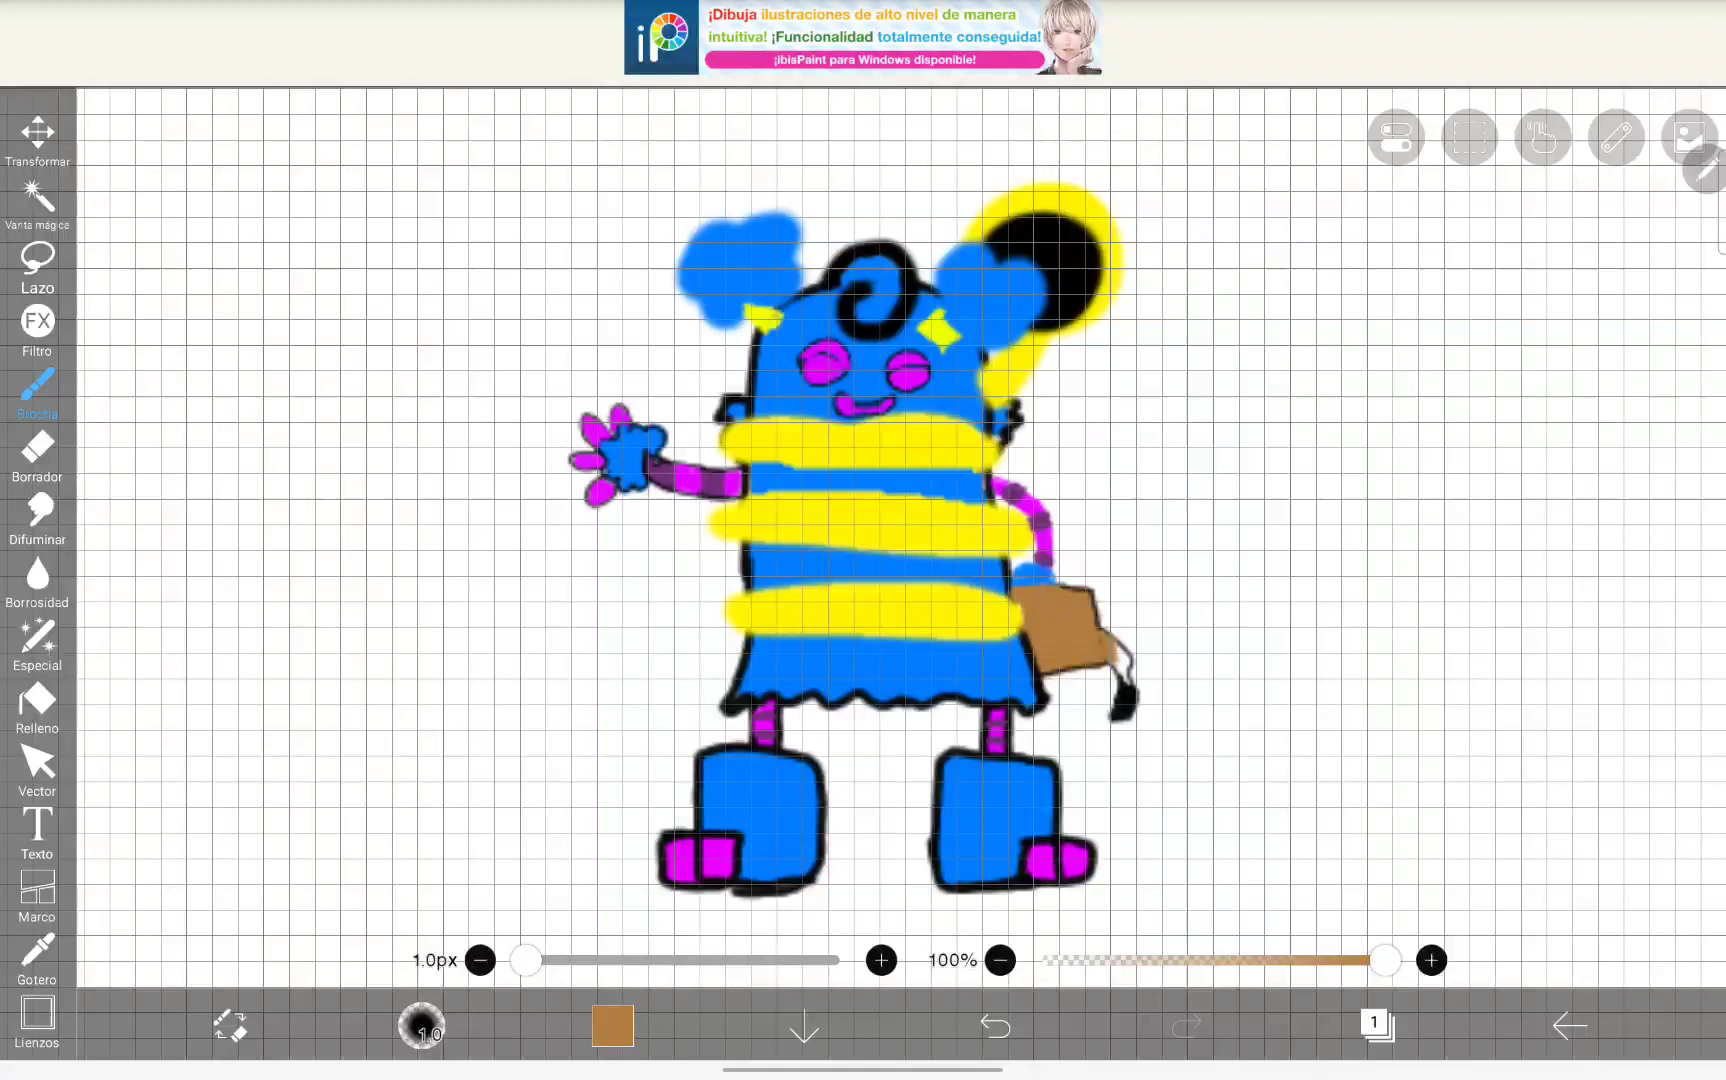 iP
¡Dibuja ilustraciones de alto nivel de manera
intuitiva! ¡Funcionalidad totalmente conseguida!
¡ibisPaint para Windows disponible!
Transformar
Varita mágica
Lazo
FX
Filtro
Brocha
Borrador
Difuminar
Borrosidad
Especial
Relleno
Vector
T
Texto
Marco
Gotero
Lienzos
1.0px
100%
1.0
1